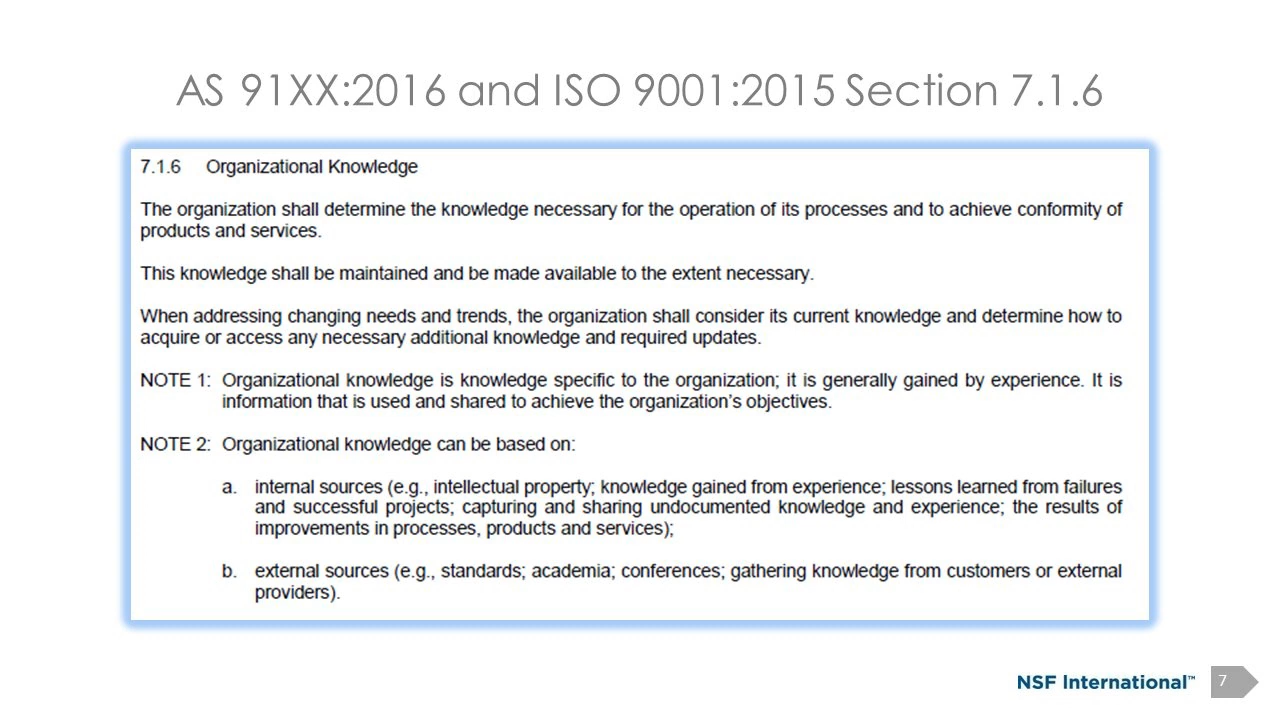 AS 91XX:2016 and ISO 9001:2015 Section 7.1.6
7.1.6 Organizational Knowledge
The organization shall determine the knowledge necessary for the operation of its processes and to achieve conformity of
products and services.
This knowledge shall be maintained and be made available to the extent necessary.
When addressing changing needs and trends, the organization shall consider its current knowledge and determine how to
acquire or access any necessary additional knowledge and required updates.
NOTE 1: Organizational knowledge is knowledge specific to the organization; it is generally gained by experience. It is
information that is used and shared to achieve the organization's objectives.
NOTE 2: Organizational knowledge can be based on:
a. internal sources (e.g., intellectual property; knowledge gained from experience; lessons learned from failures
and successful projects; capturing and sharing undocumented knowledge and experience; the results of
improvements in processes, products and services);
b. external sources (e.g., standards; academia; conferences; gathering knowledge from customers or external
providers).
NSF International™ 7